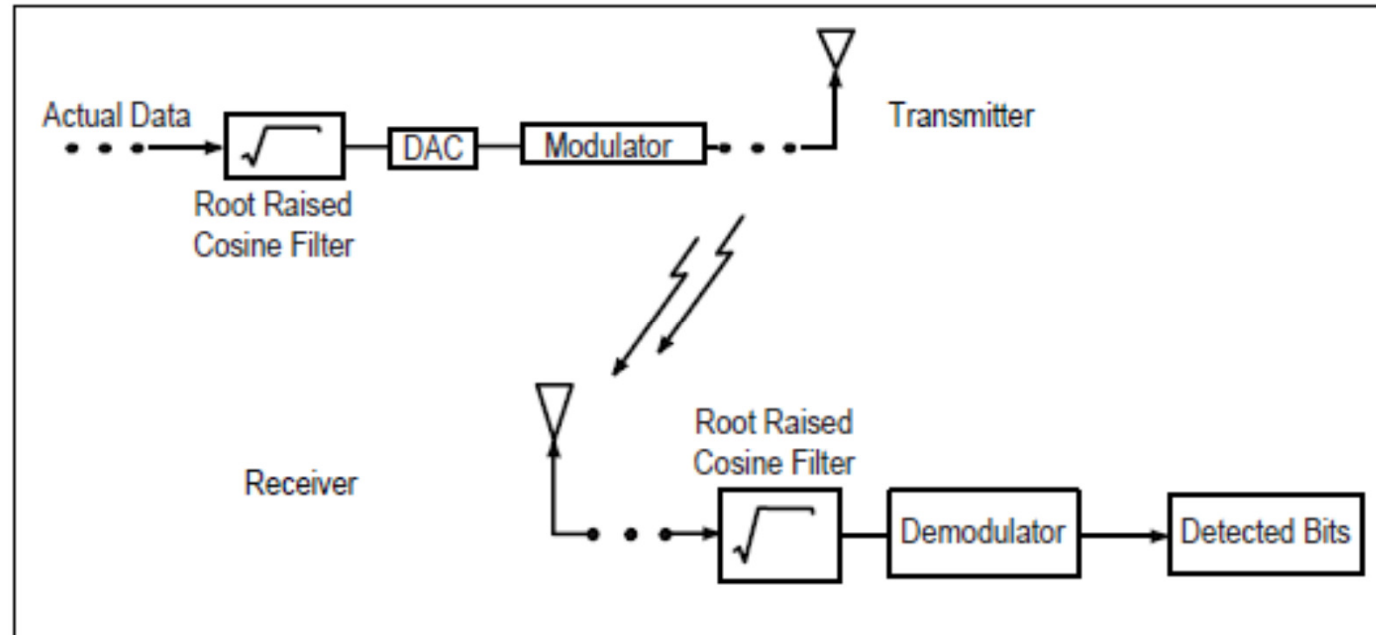 Actual Data
DAC
Modulator
Transmitter
Root Raised
Cosine Filter
Root Raised
Cosine Filter
Receiver
Demodulator
Detected Bits